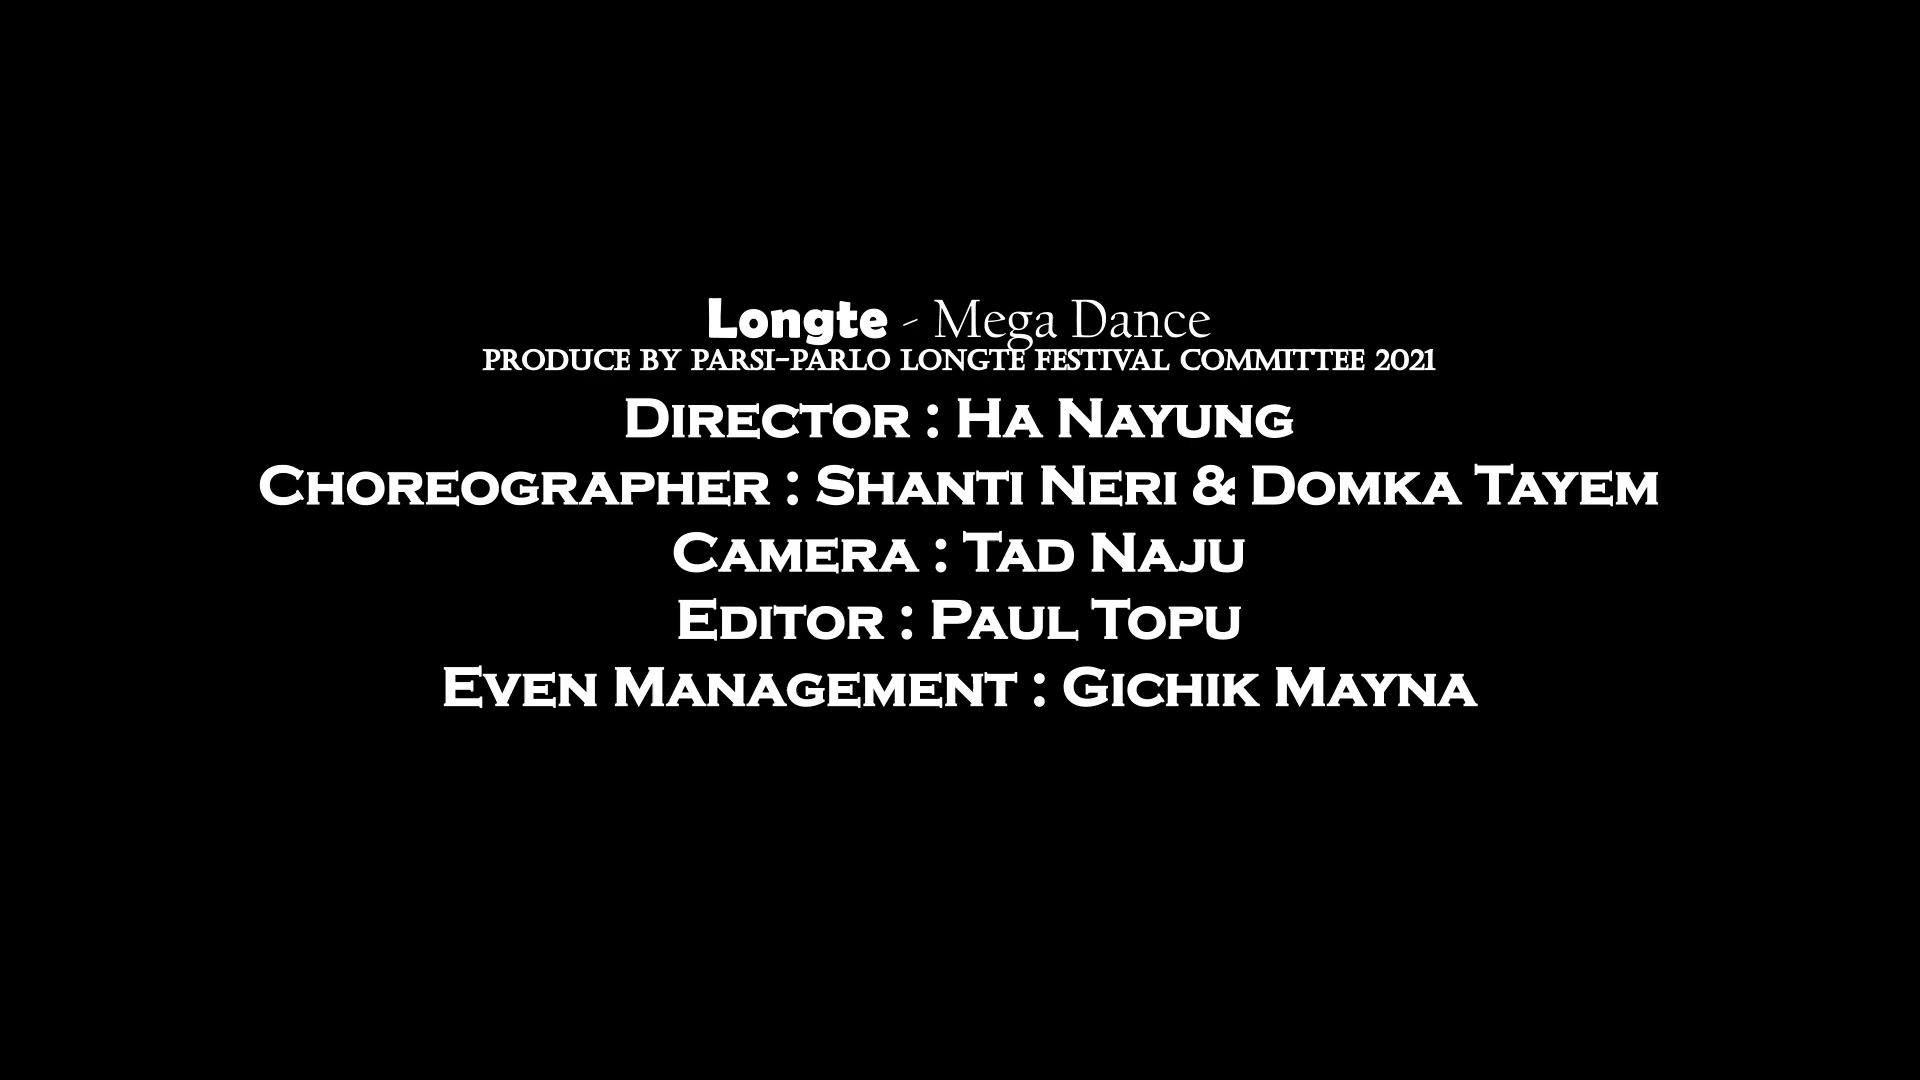 Longte - Mega Dance
PRODUCE BY PARSI-PARLO LONGTE FESTIVAL COMMITTEE 2021
Director : Ha Nayung
Choreographer : Shanti Neri & Domka Tayem
Camera : Tad Naju
Editor : Paul Topu
Even Management : Gichik Mayna